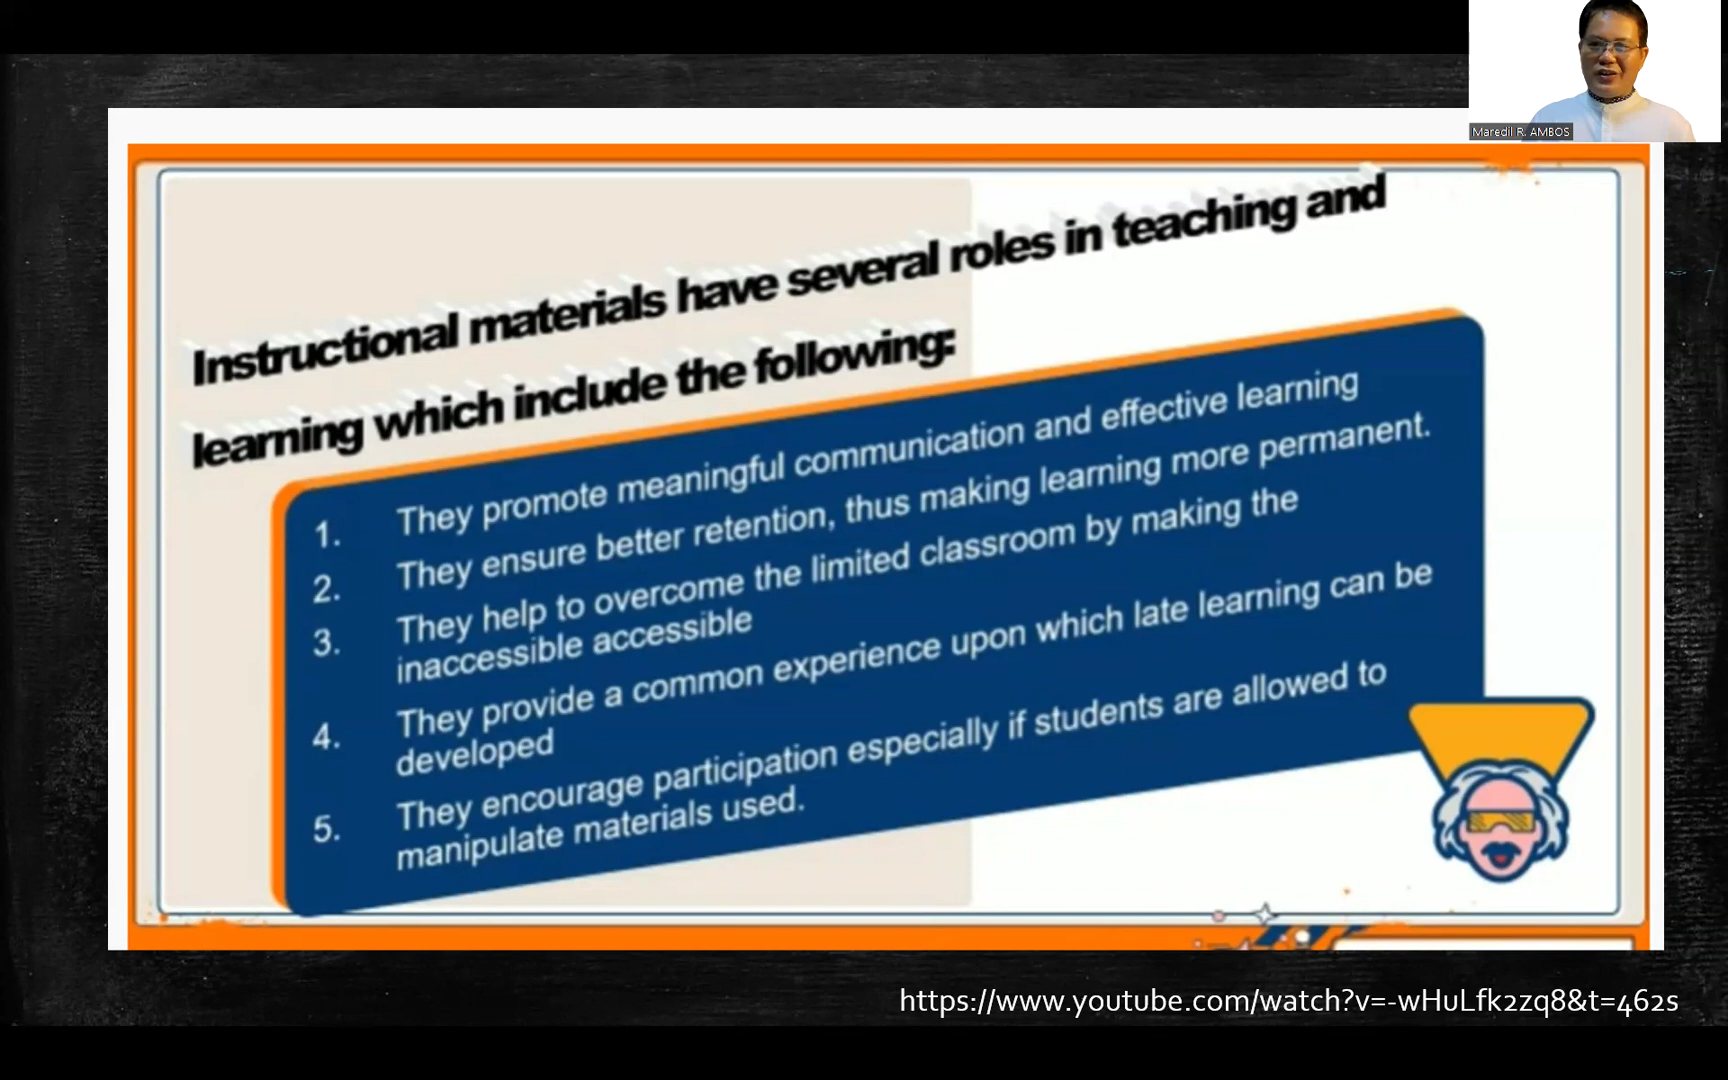 Maredil R. AMBOS
Instructional materials have several roles in teaching and
learning which include the following:
1. They promote meaningful communication and effective learning
2. They ensure better retention, thus making learning more permanent.
3. They help to overcome the limited classroom by making the
inaccessible accessible
4. They provide a common experience upon which late learning can be
developed
5. They encourage participation especially if students are allowed to
manipulate materials used.
https://www.youtube.com/watch?v=-wHuLfk2zq8&t=462s